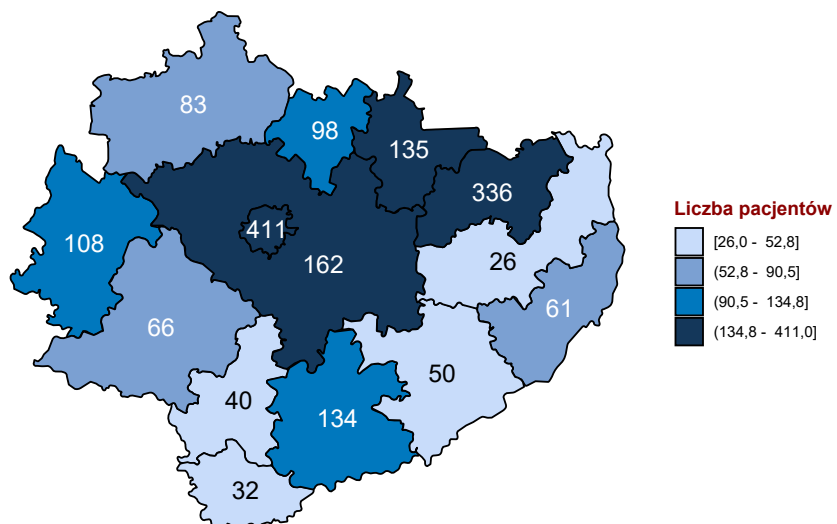 83
98
135
336
108
411
162
26
66
61
40
134
50
32
Liczba pacjentów
[26,0 - 52,8]
(52,8 - 90,5]
(90,5 - 134,8]
(134,8 - 411,0]